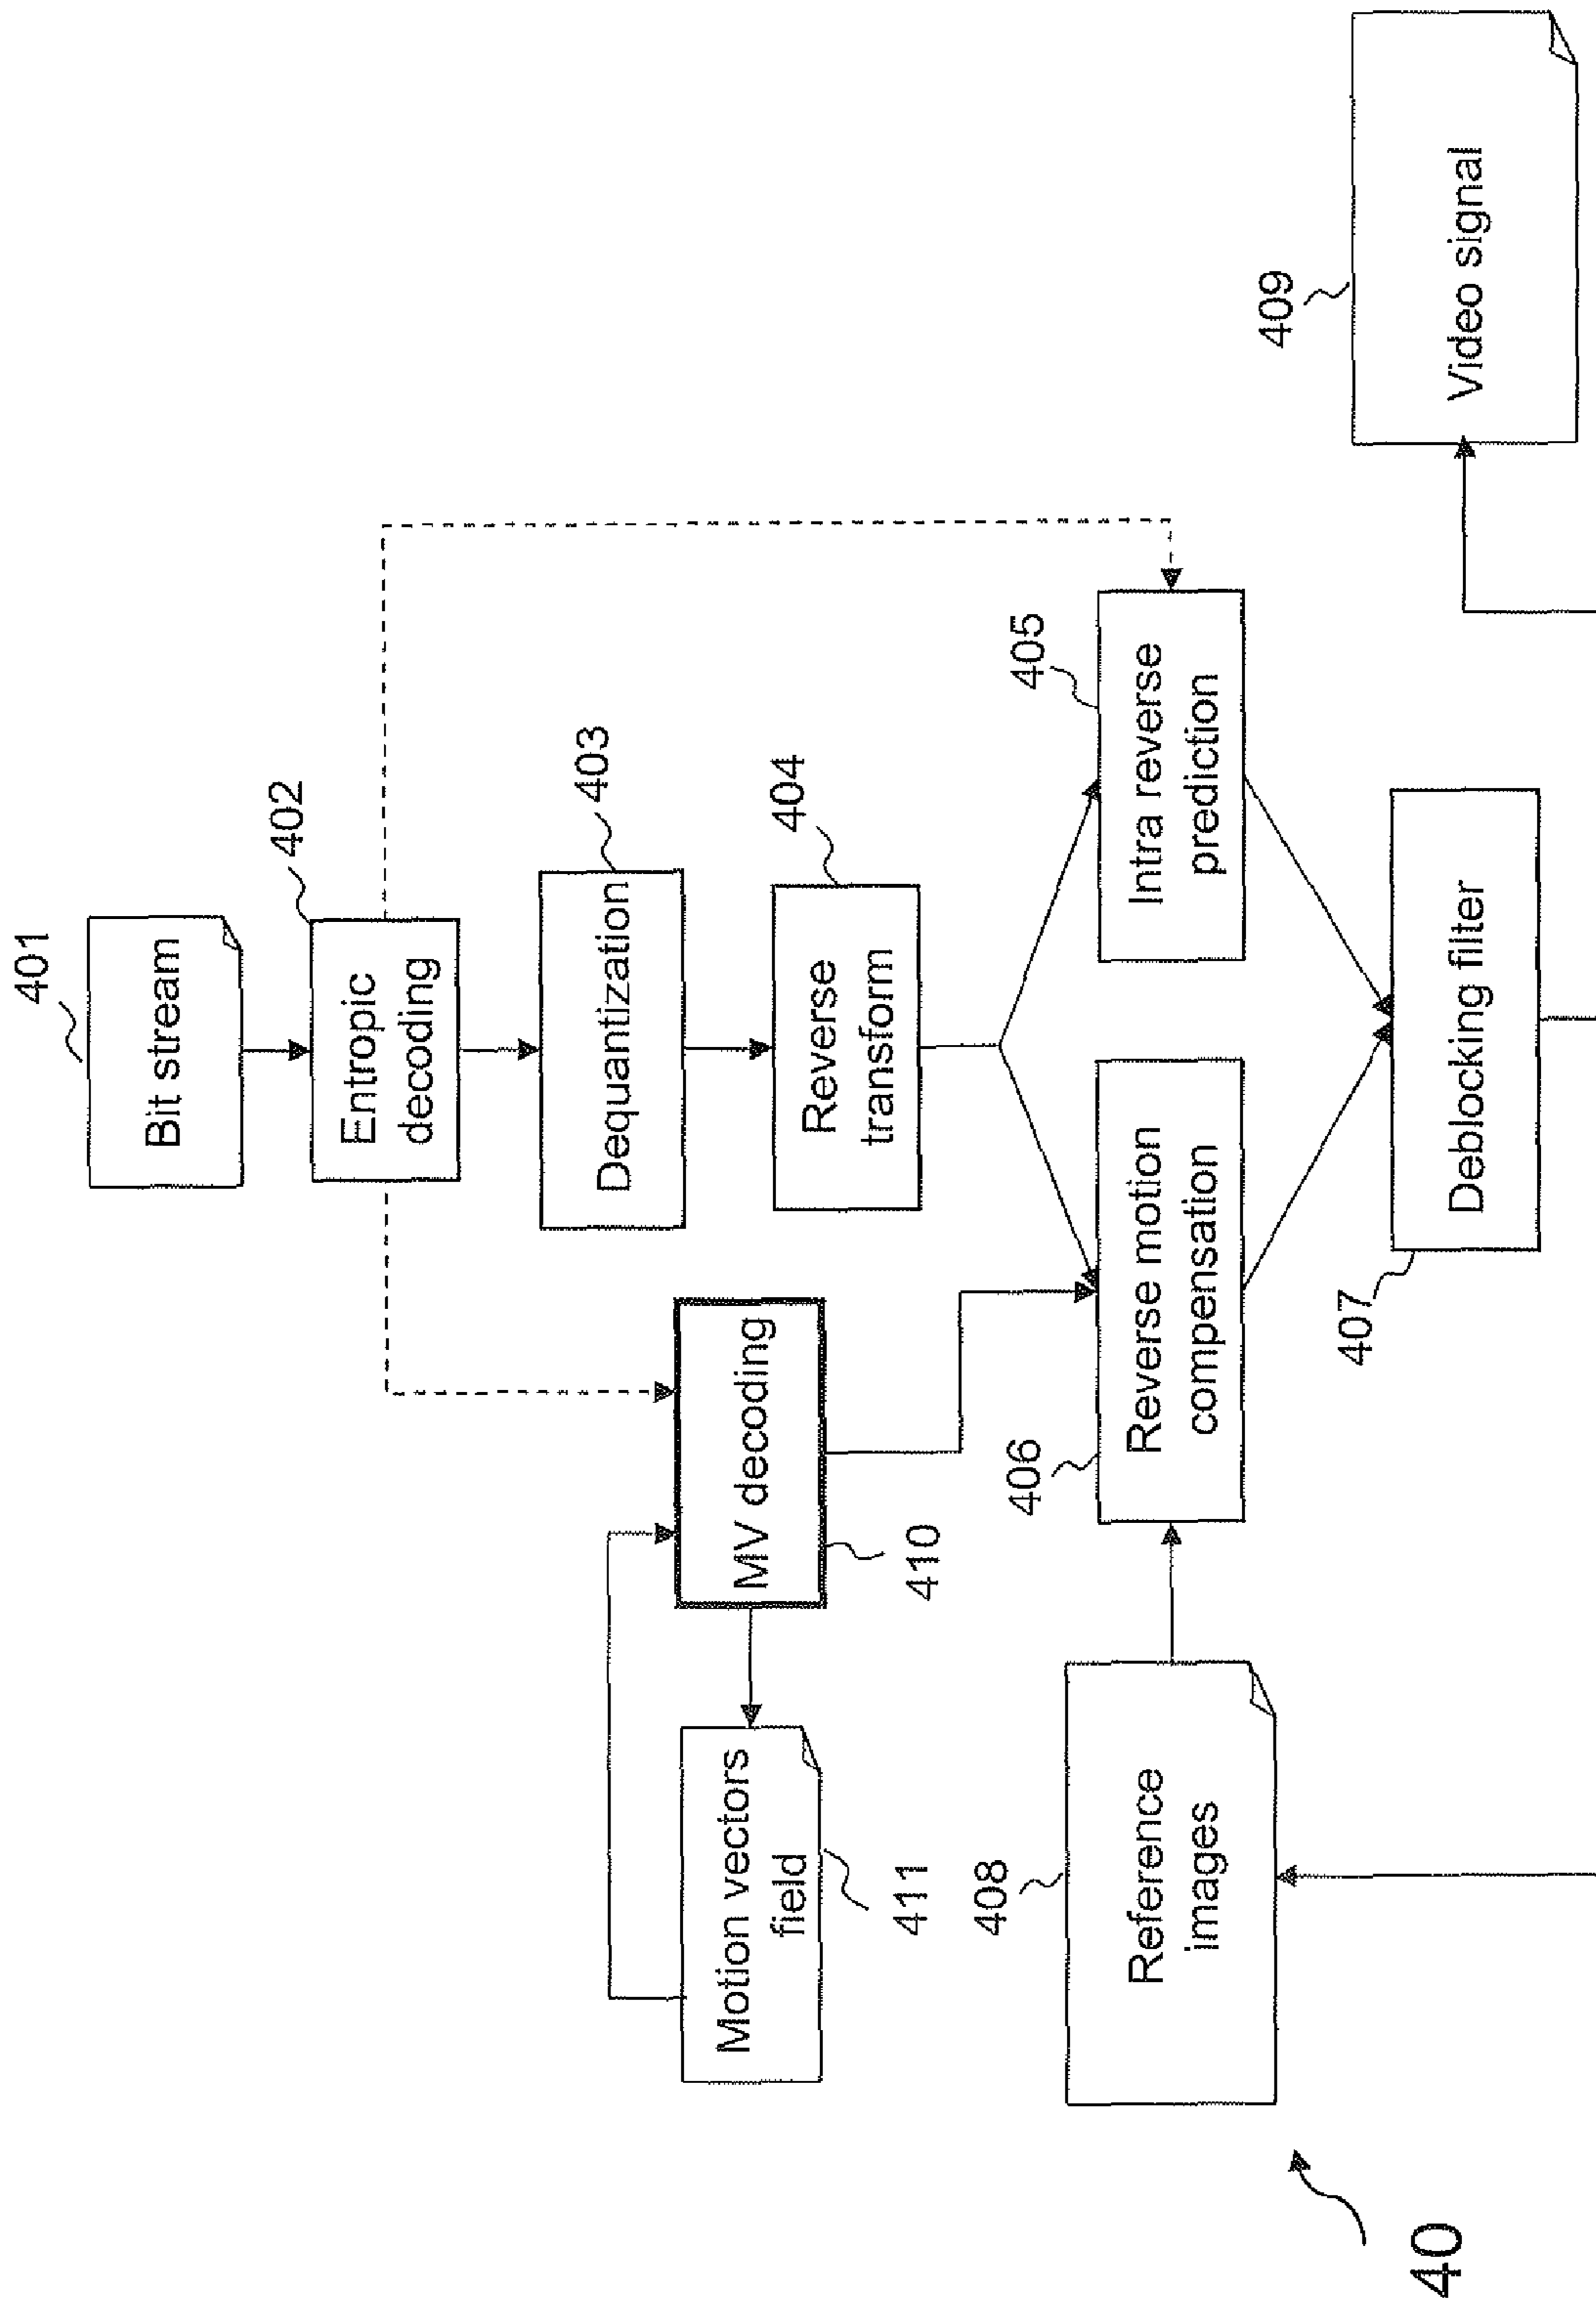 401
Bit stream
402
Entropic
decoding
403
Dequantization
404
Reverse
transform
MV decoding
410
Motion vectors
field
411
405
Intra reverse
prediction
406
Reverse motion
compensation
408
Reference
images
407
Deblocking filter
409
Video signal
40